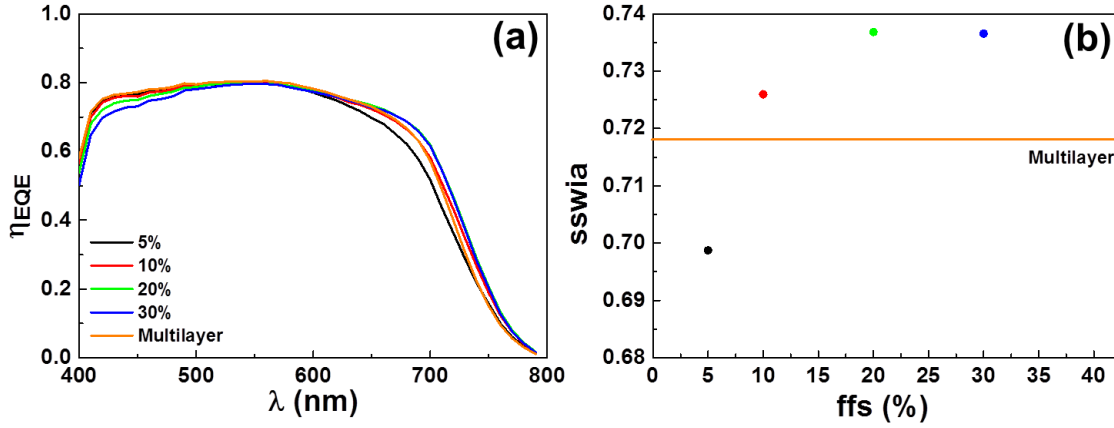 (a)
η_EQE
1.0
0.8
0.6
0.4
0.2
0.0
5%
10%
20%
30%
Multilayer
400 500 600 700 800
λ (nm)
(b)
sswia
0.74
0.73
0.72
0.71
0.70
0.69
0.68
Multilayer
0 5 10 15 20 25 30 35 40
ffs (%)